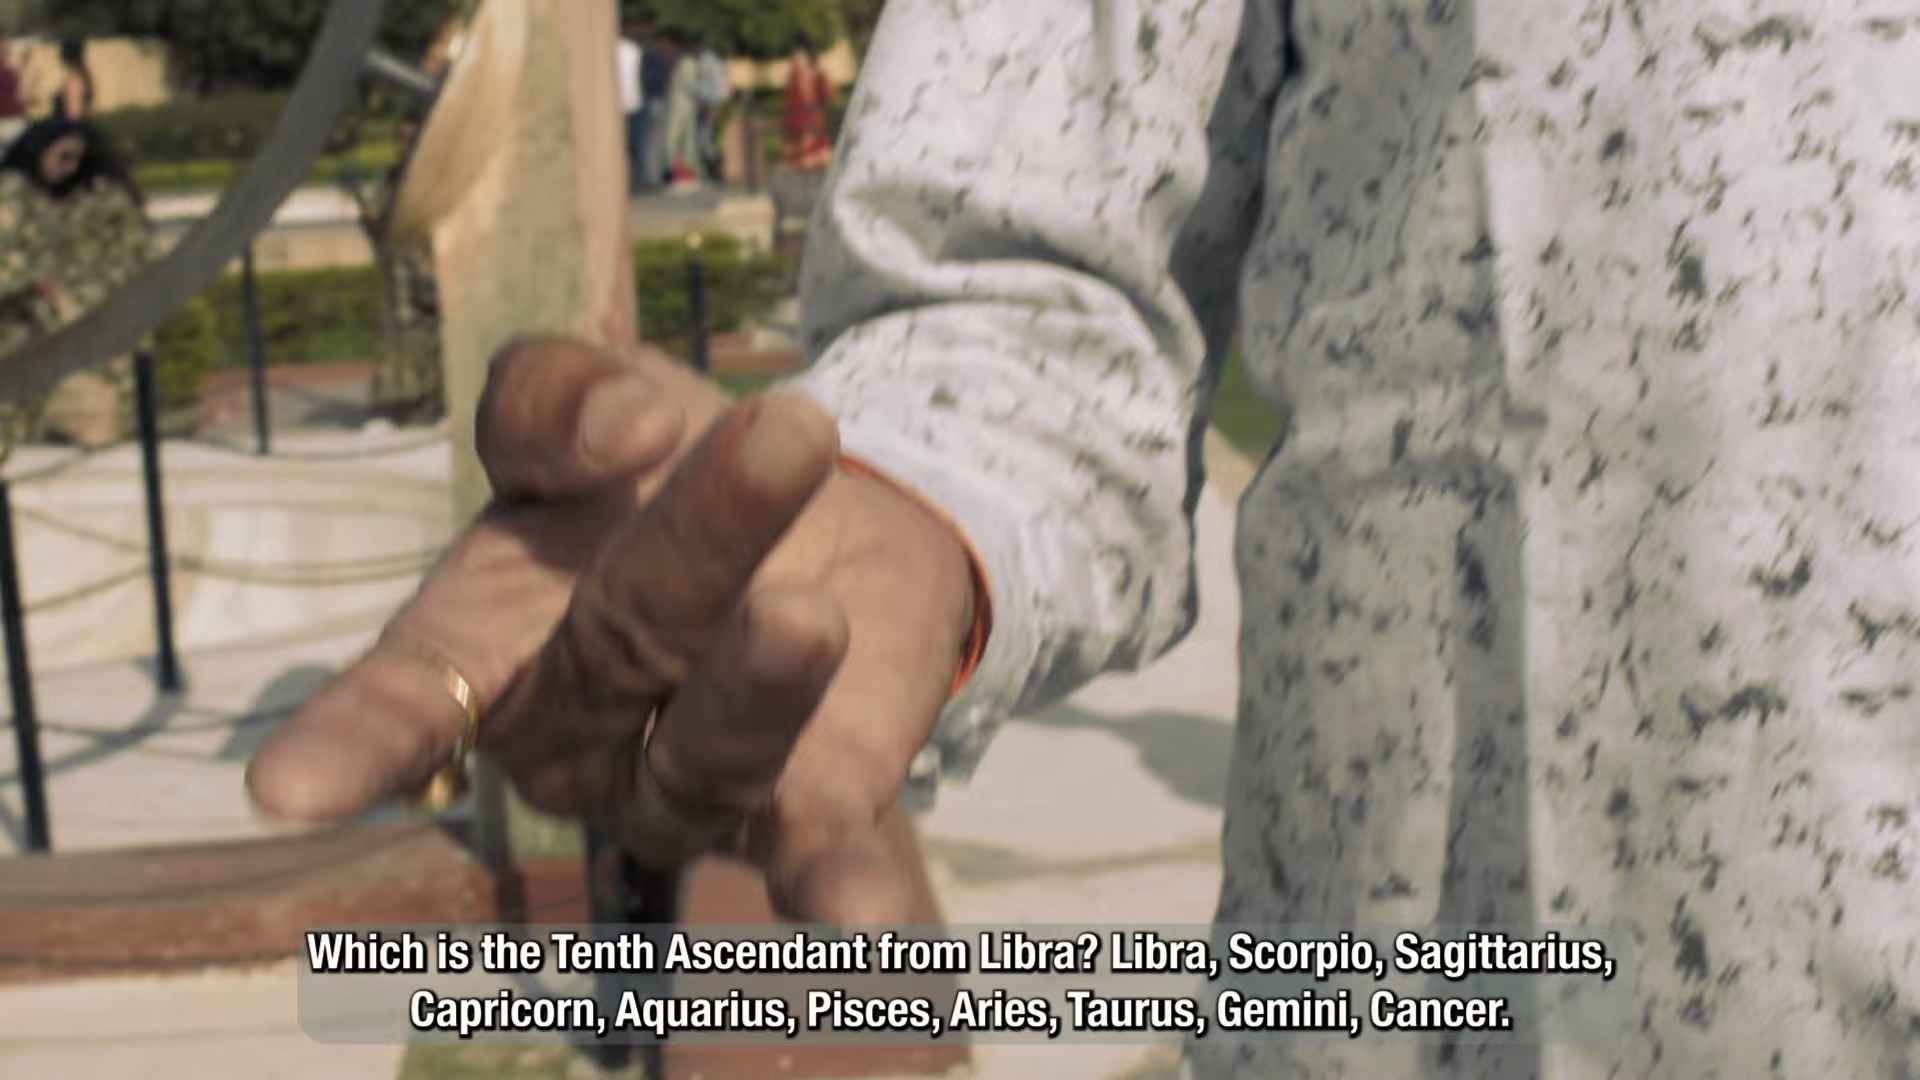 Which is the Tenth Ascendant from Libra? Libra, Scorpio, Sagittarius,
Capricorn, Aquarius, Pisces, Aries, Taurus, Gemini, Cancer.